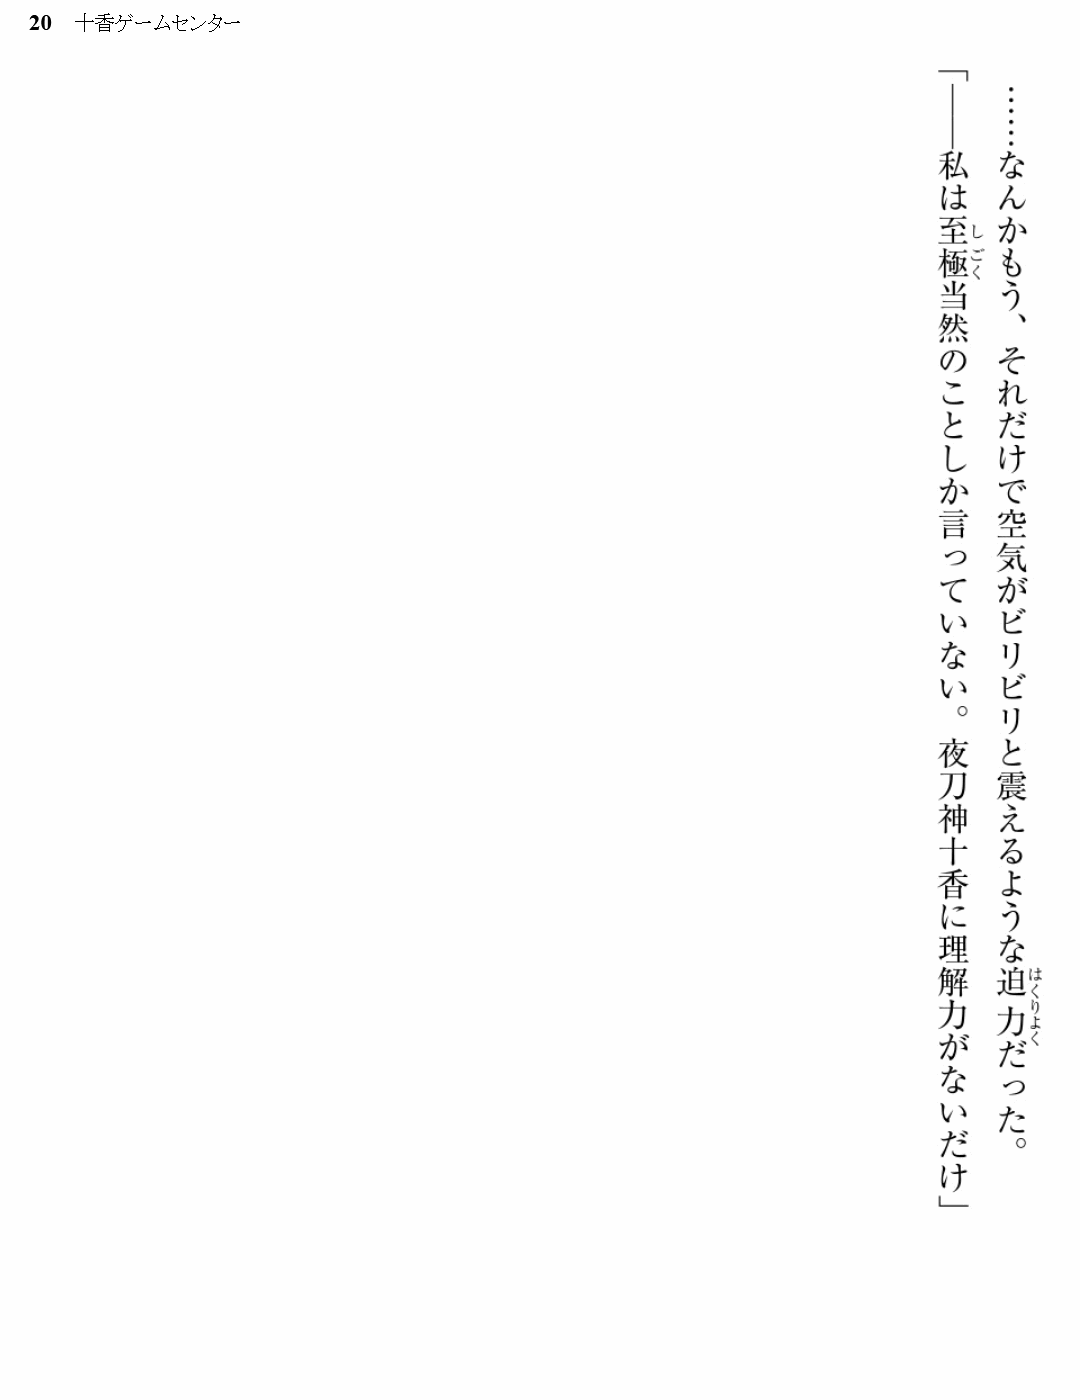 20 十香ゲームセンター
……なんかもう、それだけで空気がビリビリと震えるような迫力だった。
はくりよく
「――私は至極当然のことしか言っていない。夜刀神十香に理解力がないだけ」
しごく